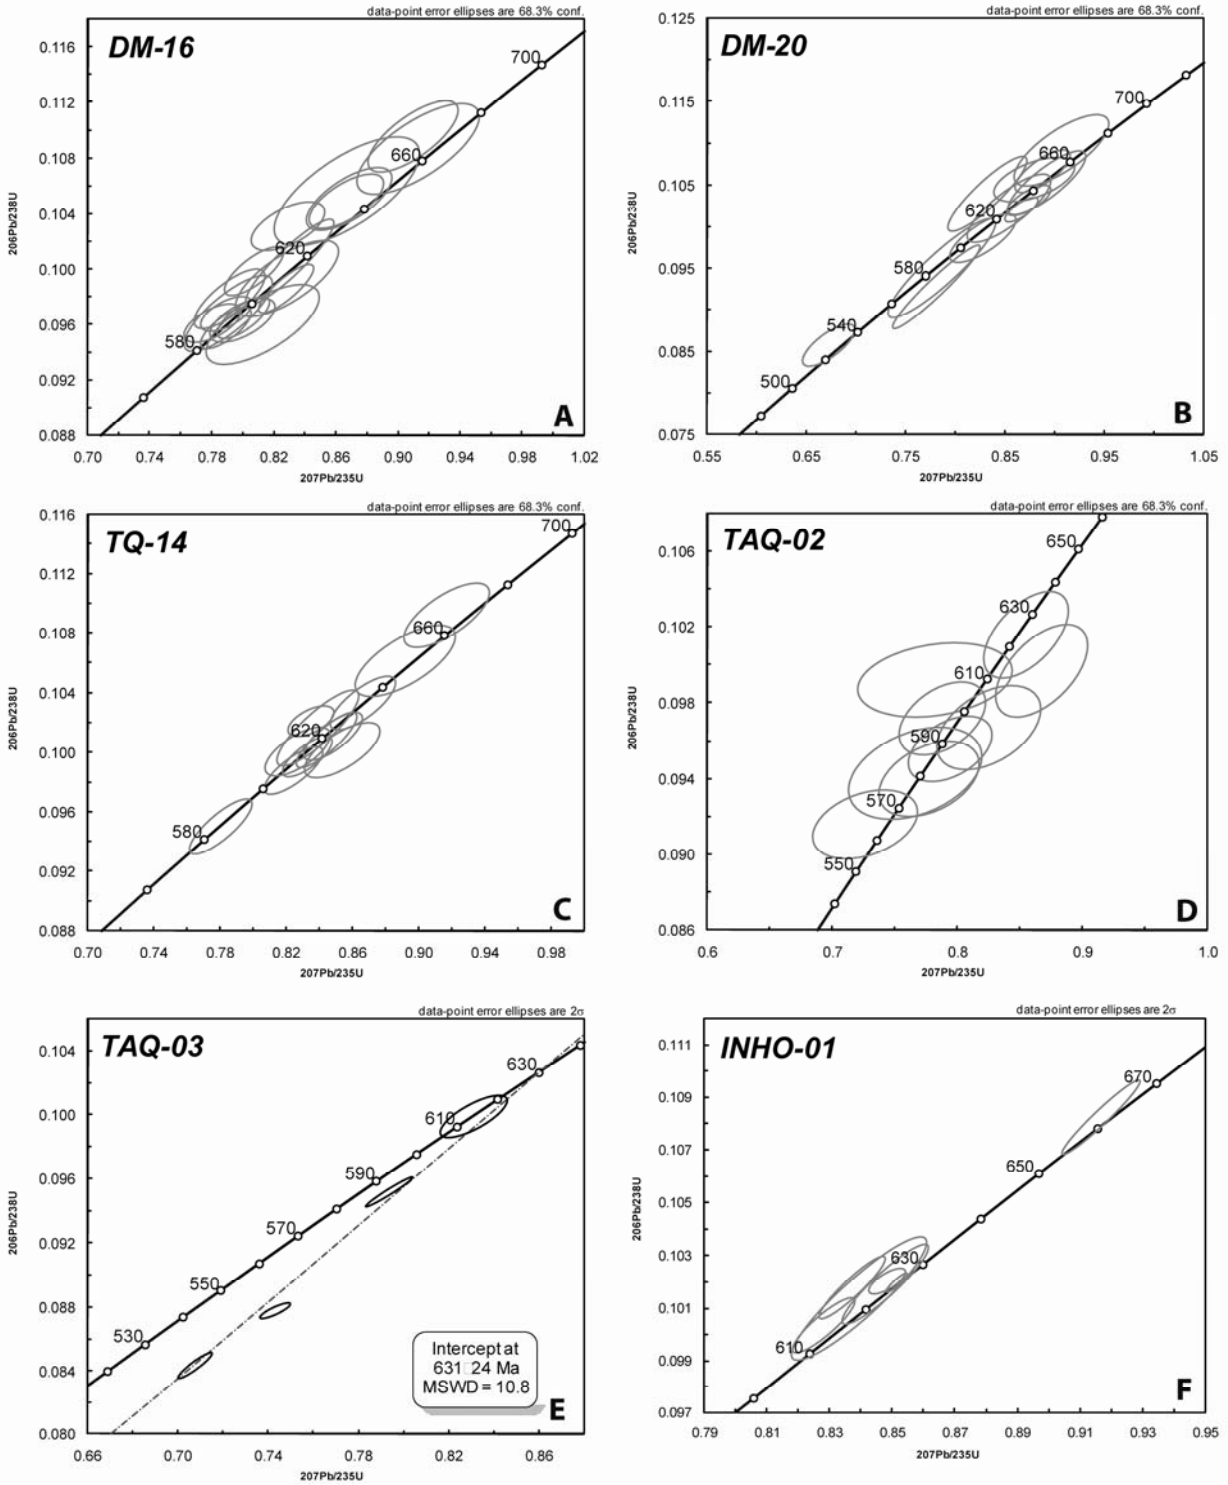 data-point error ellipses are 68.3% conf.
DM-16
0.116
0.112
0.108
0.104
0.100
0.096
0.092
0.088
206Pb/238U
700
660
620
580
A
0.70 0.74 0.78 0.82 0.86 0.90 0.94 0.98 1.02
207Pb/235U
data-point error ellipses are 68.3% conf.
DM-20
0.125
0.115
0.105
0.095
0.085
0.075
206Pb/238U
700
660
620
580
540
500
B
0.55 0.65 0.75 0.85 0.95 1.05
207Pb/235U
data-point error ellipses are 68.3% conf.
TQ-14
0.116
0.112
0.108
0.104
0.100
0.096
0.092
0.088
206Pb/238U
700
660
620
580
C
0.70 0.74 0.78 0.82 0.86 0.90 0.94 0.98
207Pb/235U
data-point error ellipses are 68.3% conf.
TAQ-02
0.106
0.102
0.098
0.094
0.090
0.086
206Pb/238U
650
630
610
590
570
550
D
0.6 0.7 0.8 0.9 1.0
207Pb/235U
data-point error ellipses are 2σ
TAQ-03
0.104
0.100
0.096
0.092
0.088
0.084
0.080
206Pb/238U
630
610
590
570
550
530
Intercept at
631 24 Ma
MSWD = 10.8
E
0.66 0.70 0.74 0.78 0.82 0.86
207Pb/235U
data-point error ellipses are 2σ
INHO-01
0.111
0.109
0.107
0.105
0.103
0.101
0.099
0.097
206Pb/238U
670
650
630
610
F
0.79 0.81 0.83 0.85 0.87 0.89 0.91 0.93 0.95
207Pb/235U